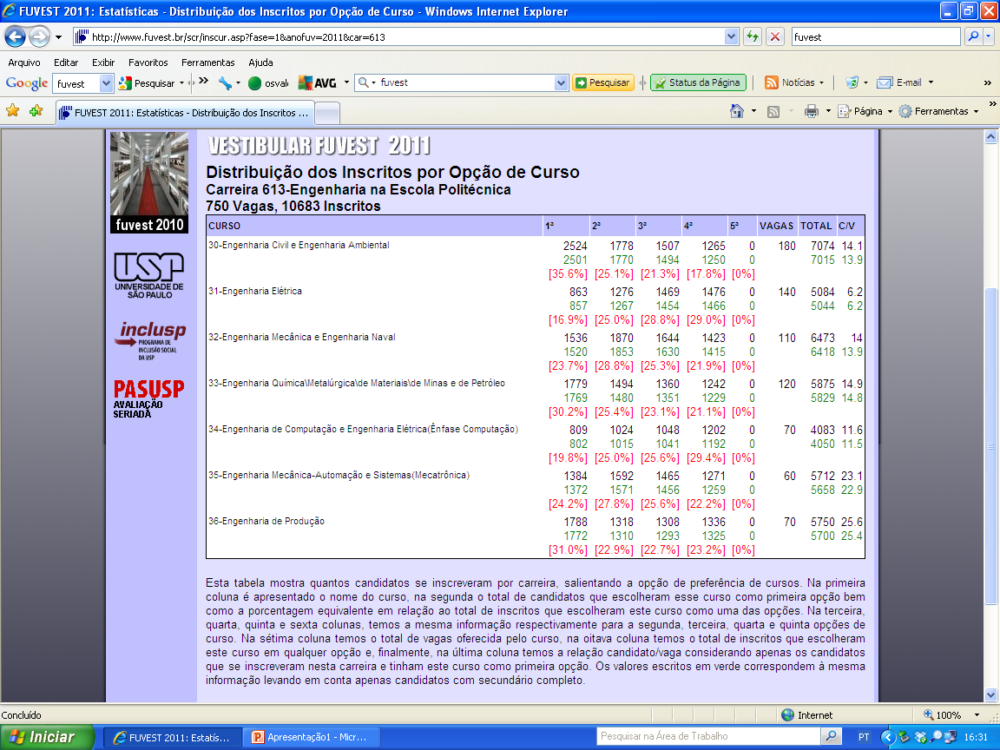 FUVEST 2011: Estatísticas - Distribuição dos Inscritos por Opção de Curso - Windows Internet Explorer
http://www.fuvest.br/scr/inscur.asp?fase=1&anofuv=2011&car=613 fuvest
Arquivo Editar Exibir Favoritos Ferramentas Ajuda
Google fuvest Pesquisar » osval AVG fuvest Pesquisar Status da Página Notícias E-mail »
FUVEST 2011: Estatísticas - Distribuição dos Inscritos ... Página Ferramentas »
VESTIBULAR FUVEST 2011
Distribuição dos Inscritos por Opção de Curso
Carreira 613-Engenharia na Escola Politécnica
750 Vagas, 10683 Inscritos
fuvest 2010
USP
UNIVERSIDADE DE
SÃO PAULO
inclusp
PROGRAMA DE
INCLUSÃO SOCIAL
DA USP
PASUSP
AVALIAÇÃO
SERIADA
CURSO 1ª 2ª 3ª 4ª 5ª VAGAS TOTAL C/V
30-Engenharia Civil e Engenharia Ambiental 2524 1778 1507 1265 0 180 7074 14.1
2501 1770 1494 1250 0 7015 13.9
[35.6%] [25.1%] [21.3%] [17.8%] [0%]
31-Engenharia Elétrica 863 1276 1469 1476 0 140 5084 6.2
857 1267 1454 1466 0 5044 6.2
[16.9%] [25.0%] [28.8%] [29.0%] [0%]
32-Engenharia Mecânica e Engenharia Naval 1536 1870 1644 1423 0 110 6473 14
1520 1853 1630 1415 0 6418 13.9
[23.7%] [28.8%] [25.3%] [21.9%] [0%]
33-Engenharia Química\Metalúrgica\de Materiais\de Minas e de Petróleo 1779 1494 1360 1242 0 120 5875 14.9
1769 1480 1351 1229 0 5829 14.8
[30.2%] [25.4%] [23.1%] [21.1%] [0%]
34-Engenharia de Computação e Engenharia Elétrica(Ênfase Computação) 809 1024 1048 1202 0 70 4083 11.6
802 1015 1041 1192 0 4050 11.5
[19.8%] [25.0%] [25.6%] [29.4%] [0%]
35-Engenharia Mecânica-Automação e Sistemas(Mecatrônica) 1384 1592 1465 1271 0 60 5712 23.1
1372 1571 1456 1259 0 5658 22.9
[24.2%] [27.8%] [25.6%] [22.2%] [0%]
36-Engenharia de Produção 1788 1318 1308 1336 0 70 5750 25.6
1772 1310 1293 1325 0 5700 25.4
[31.0%] [22.9%] [22.7%] [23.2%] [0%]
Esta tabela mostra quantos candidatos se inscreveram por carreira, salientando a opção de preferência de cursos. Na primeira
coluna é apresentado o nome do curso, na segunda o total de candidatos que escolheram esse curso como primeira opção bem
como a porcentagem equivalente em relação ao total de inscritos que escolheram este curso como uma das opções. Na terceira,
quarta, quinta e sexta colunas, temos a mesma informação respectivamente para a segunda, terceira, quarta e quinta opções de
curso. Na sétima coluna temos o total de vagas oferecida pelo curso, na oitava coluna temos o total de inscritos que escolheram
este curso em qualquer opção e, finalmente, na última coluna temos a relação candidato/vaga considerando apenas os candidatos
que se inscreveram nesta carreira e tinham este curso como primeira opção. Os valores escritos em verde correspondem à mesma
informação levando em conta apenas candidatos com secundário completo.
Concluído Internet 100%
Iniciar FUVEST 2011: Estatís... Apresentação1 - Micr... Pesquisar na Área de Trabalho PT 16:31